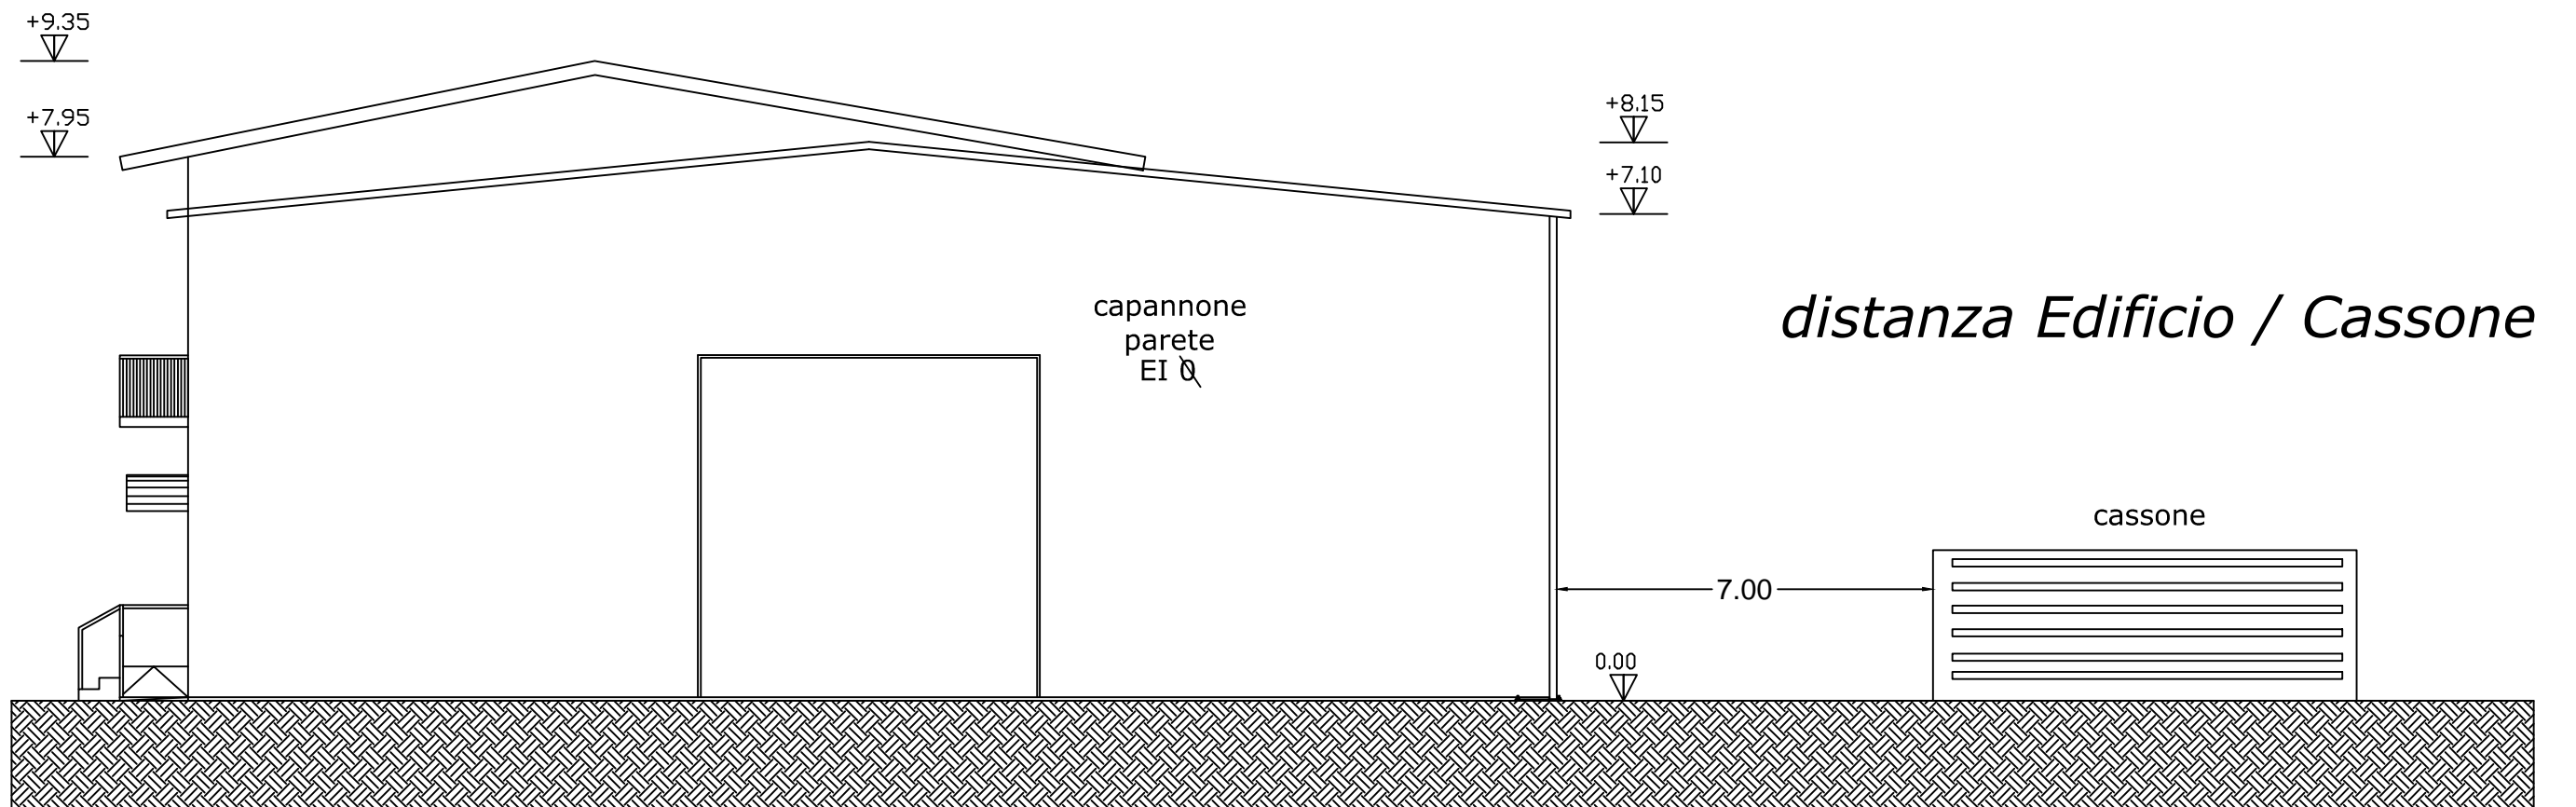 +9.35
+7.95
+8.15
+7.10
capannone
parete
EI 0
distanza Edificio / Cassone
cassone
7.00
0.00